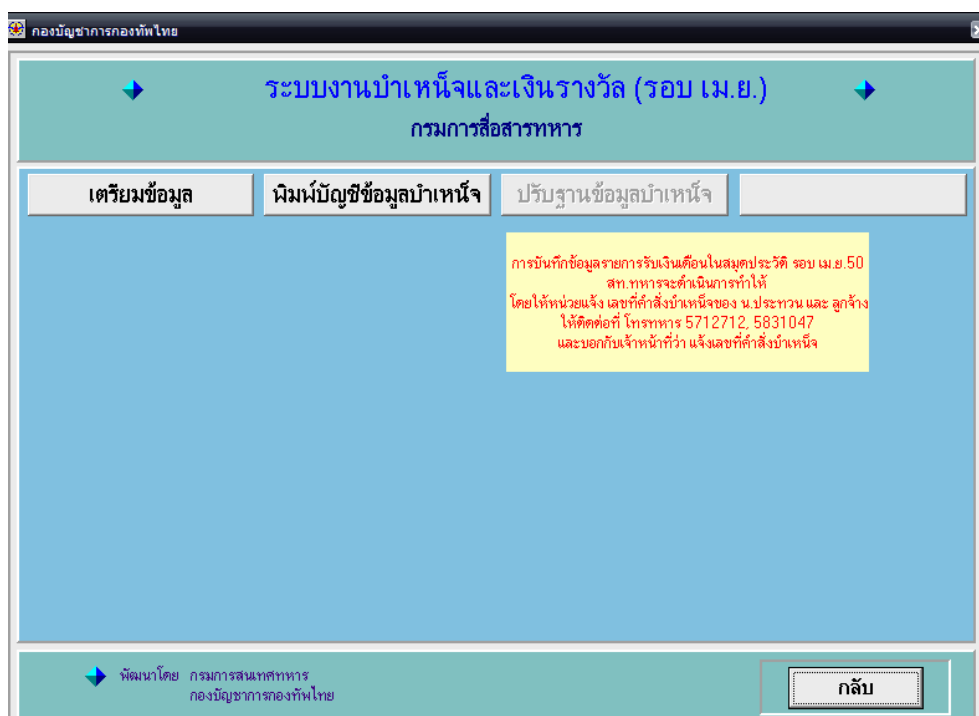 กองบัญชาการกองทัพไทย
ระบบงานบำเหน็จและเงินรางวัล (รอบ เม.ย.)
กรมการสื่อสารทหาร
เตรียมข้อมูล
พิมพ์บัญชีข้อมูลบำเหน็จ
ปรับฐานข้อมูลบำเหน็จ
การบันทึกข้อมูลรายการรับเงินเดือนในสมุดประวัติ รอบ เม.ย.50
สท.ทหารจะดำเนินการทำให้
โดยให้หน่วยแจ้ง เลขที่คำสั่งบำเหน็จของ น.ประทวน และ ลูกจ้าง
ให้ติดต่อที่ โทรทหาร 5712712, 5831047
และบอกกับเจ้าหน้าที่ว่า แจ้งเลขที่คำสั่งบำเหน็จ
พัฒนาโดย กรมการสนเทศทหาร
กองบัญชาการกองทัพไทย
กลับ